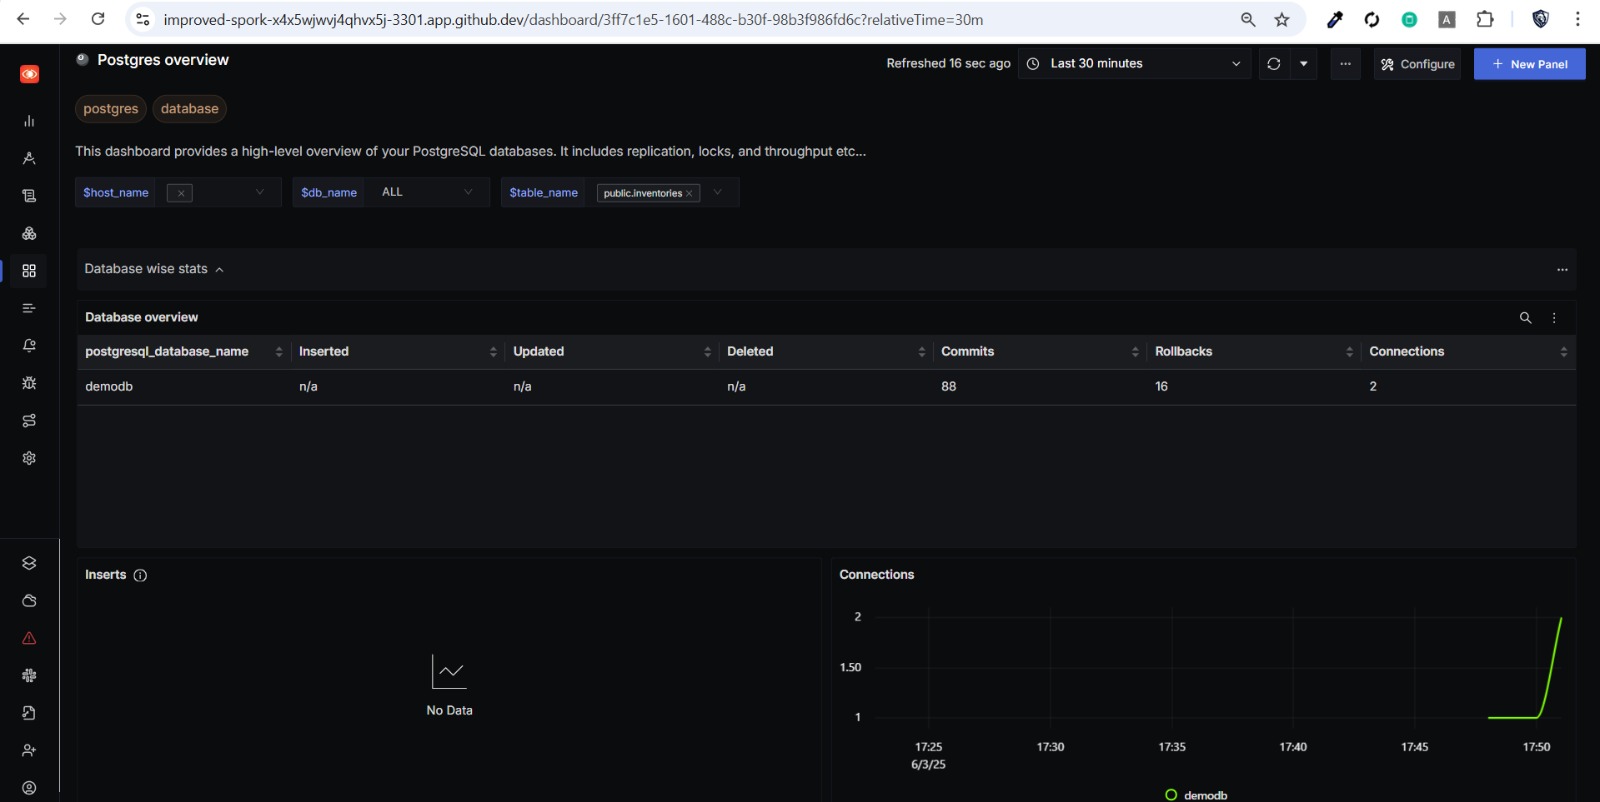 improved-spork-x4x5wjwvj4qhvx5j-3301.app.github.dev/dashboard/3ff7c1e5-1601-488c-b30f-98b3f986fd6c?relativeTime=30m
A
Postgres overview
Refreshed 16 sec ago
Last 30 minutes
Configure
+ New Panel
postgres
database
This dashboard provides a high-level overview of your PostgreSQL databases. It includes replication, locks, and throughput etc...
$host_name
$db_name ALL
$table_name public.inventories
Database wise stats
Database overview
postgresql_database_name Inserted Updated Deleted Commits Rollbacks Connections
demodb n/a n/a n/a 88 16 2
Inserts
No Data
Connections
2
1.50
1
17:25 17:30 17:35 17:40 17:45 17:50
6/3/25
demodb